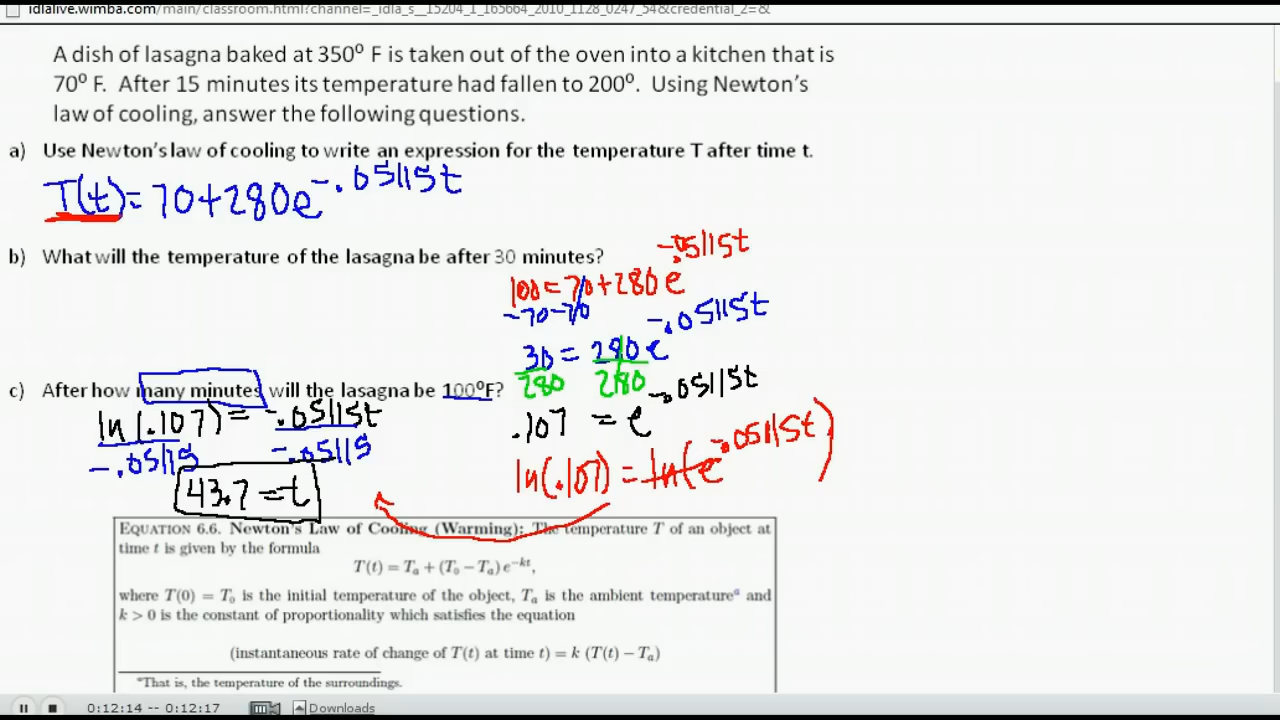 idlalive.wimba.com/main/classroom.html?channel=_idla_s__15204_1_165664_2010_1128_0247_54&credential_2=&
A dish of lasagna baked at 350⁰ F is taken out of the oven into a kitchen that is
70⁰ F. After 15 minutes its temperature had fallen to 200⁰. Using Newton's
law of cooling, answer the following questions.
a) Use Newton's law of cooling to write an expression for the temperature T after time t.
T(t)= 70+280e^-.05115t
b) What will the temperature of the lasagna be after 30 minutes?
100=70+280e^-.05115t
-70 -70
30 = 280e^-.05115t
280 280
c) After how many minutes will the lasagna be 100⁰F?
.107 = e^-.05115t
ln(.107)= -.05115t
-.05115 -.05115
ln(.107) = ln(e^-.05115t)
43.7=t
EQUATION 6.6. Newton's Law of Cooling (Warming): The temperature T of an object at
time t is given by the formula
T(t) = Tₐ + (T₀ − Tₐ) e^−kt,
where T(0) = T₀ is the initial temperature of the object, Tₐ is the ambient temperatureᵃ and
k > 0 is the constant of proportionality which satisfies the equation
(instantaneous rate of change of T(t) at time t) = k (T(t) − Tₐ)
ᵃThat is, the temperature of the surroundings.
0:12:14 -- 0:12:17 Downloads